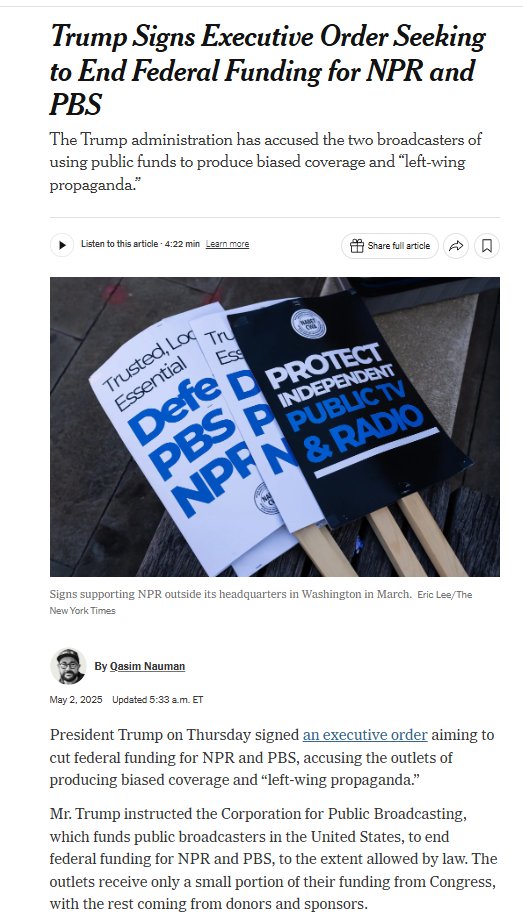 Trump Signs Executive Order Seeking
to End Federal Funding for NPR and
PBS
The Trump administration has accused the two broadcasters of
using public funds to produce biased coverage and “left-wing
propaganda.”
Listen to this article · 4:22 min Learn more
Share full article
Trusted, Loc
Essential
Defe
PBS
NPR
Tru
Ess
D
P
N
NABET
CWA
PROTECT
INDEPENDENT
PUBLIC TV
& RADIO
Signs supporting NPR outside its headquarters in Washington in March. Eric Lee/The
New York Times
By Qasim Nauman
May 2, 2025 Updated 5:33 a.m. ET
President Trump on Thursday signed an executive order aiming to
cut federal funding for NPR and PBS, accusing the outlets of
producing biased coverage and “left-wing propaganda.”
Mr. Trump instructed the Corporation for Public Broadcasting,
which funds public broadcasters in the United States, to end
federal funding for NPR and PBS, to the extent allowed by law. The
outlets receive only a small portion of their funding from Congress,
with the rest coming from donors and sponsors.